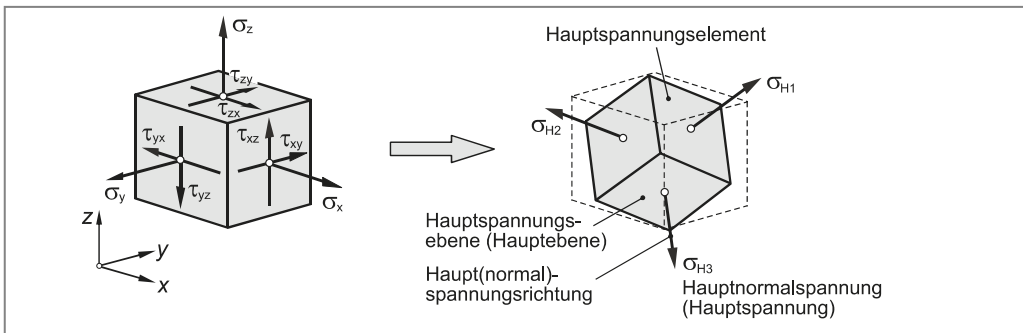 σz
τzy
τzx
τyx
τxz
τxy
σy
τyz
σx
z
y
x
Hauptspannungselement
σH1
σH2
Hauptspannungs-
ebene (Hauptebene)
Haupt(normal)-
spannungsrichtung
σH3
Hauptnormalspannung
(Hauptspannung)